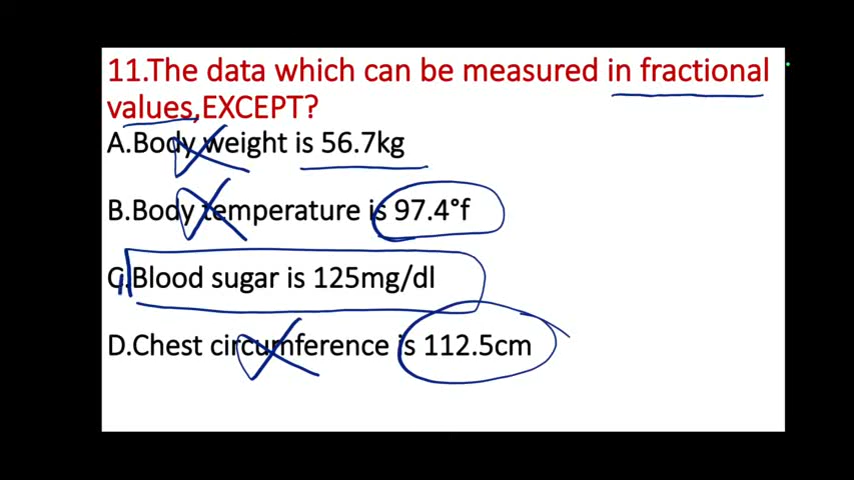 11.The data which can be measured in fractional
values,EXCEPT?
A.Body weight is 56.7kg
B.Body temperature is 97.4°f
C.Blood sugar is 125mg/dl
D.Chest circumference is 112.5cm